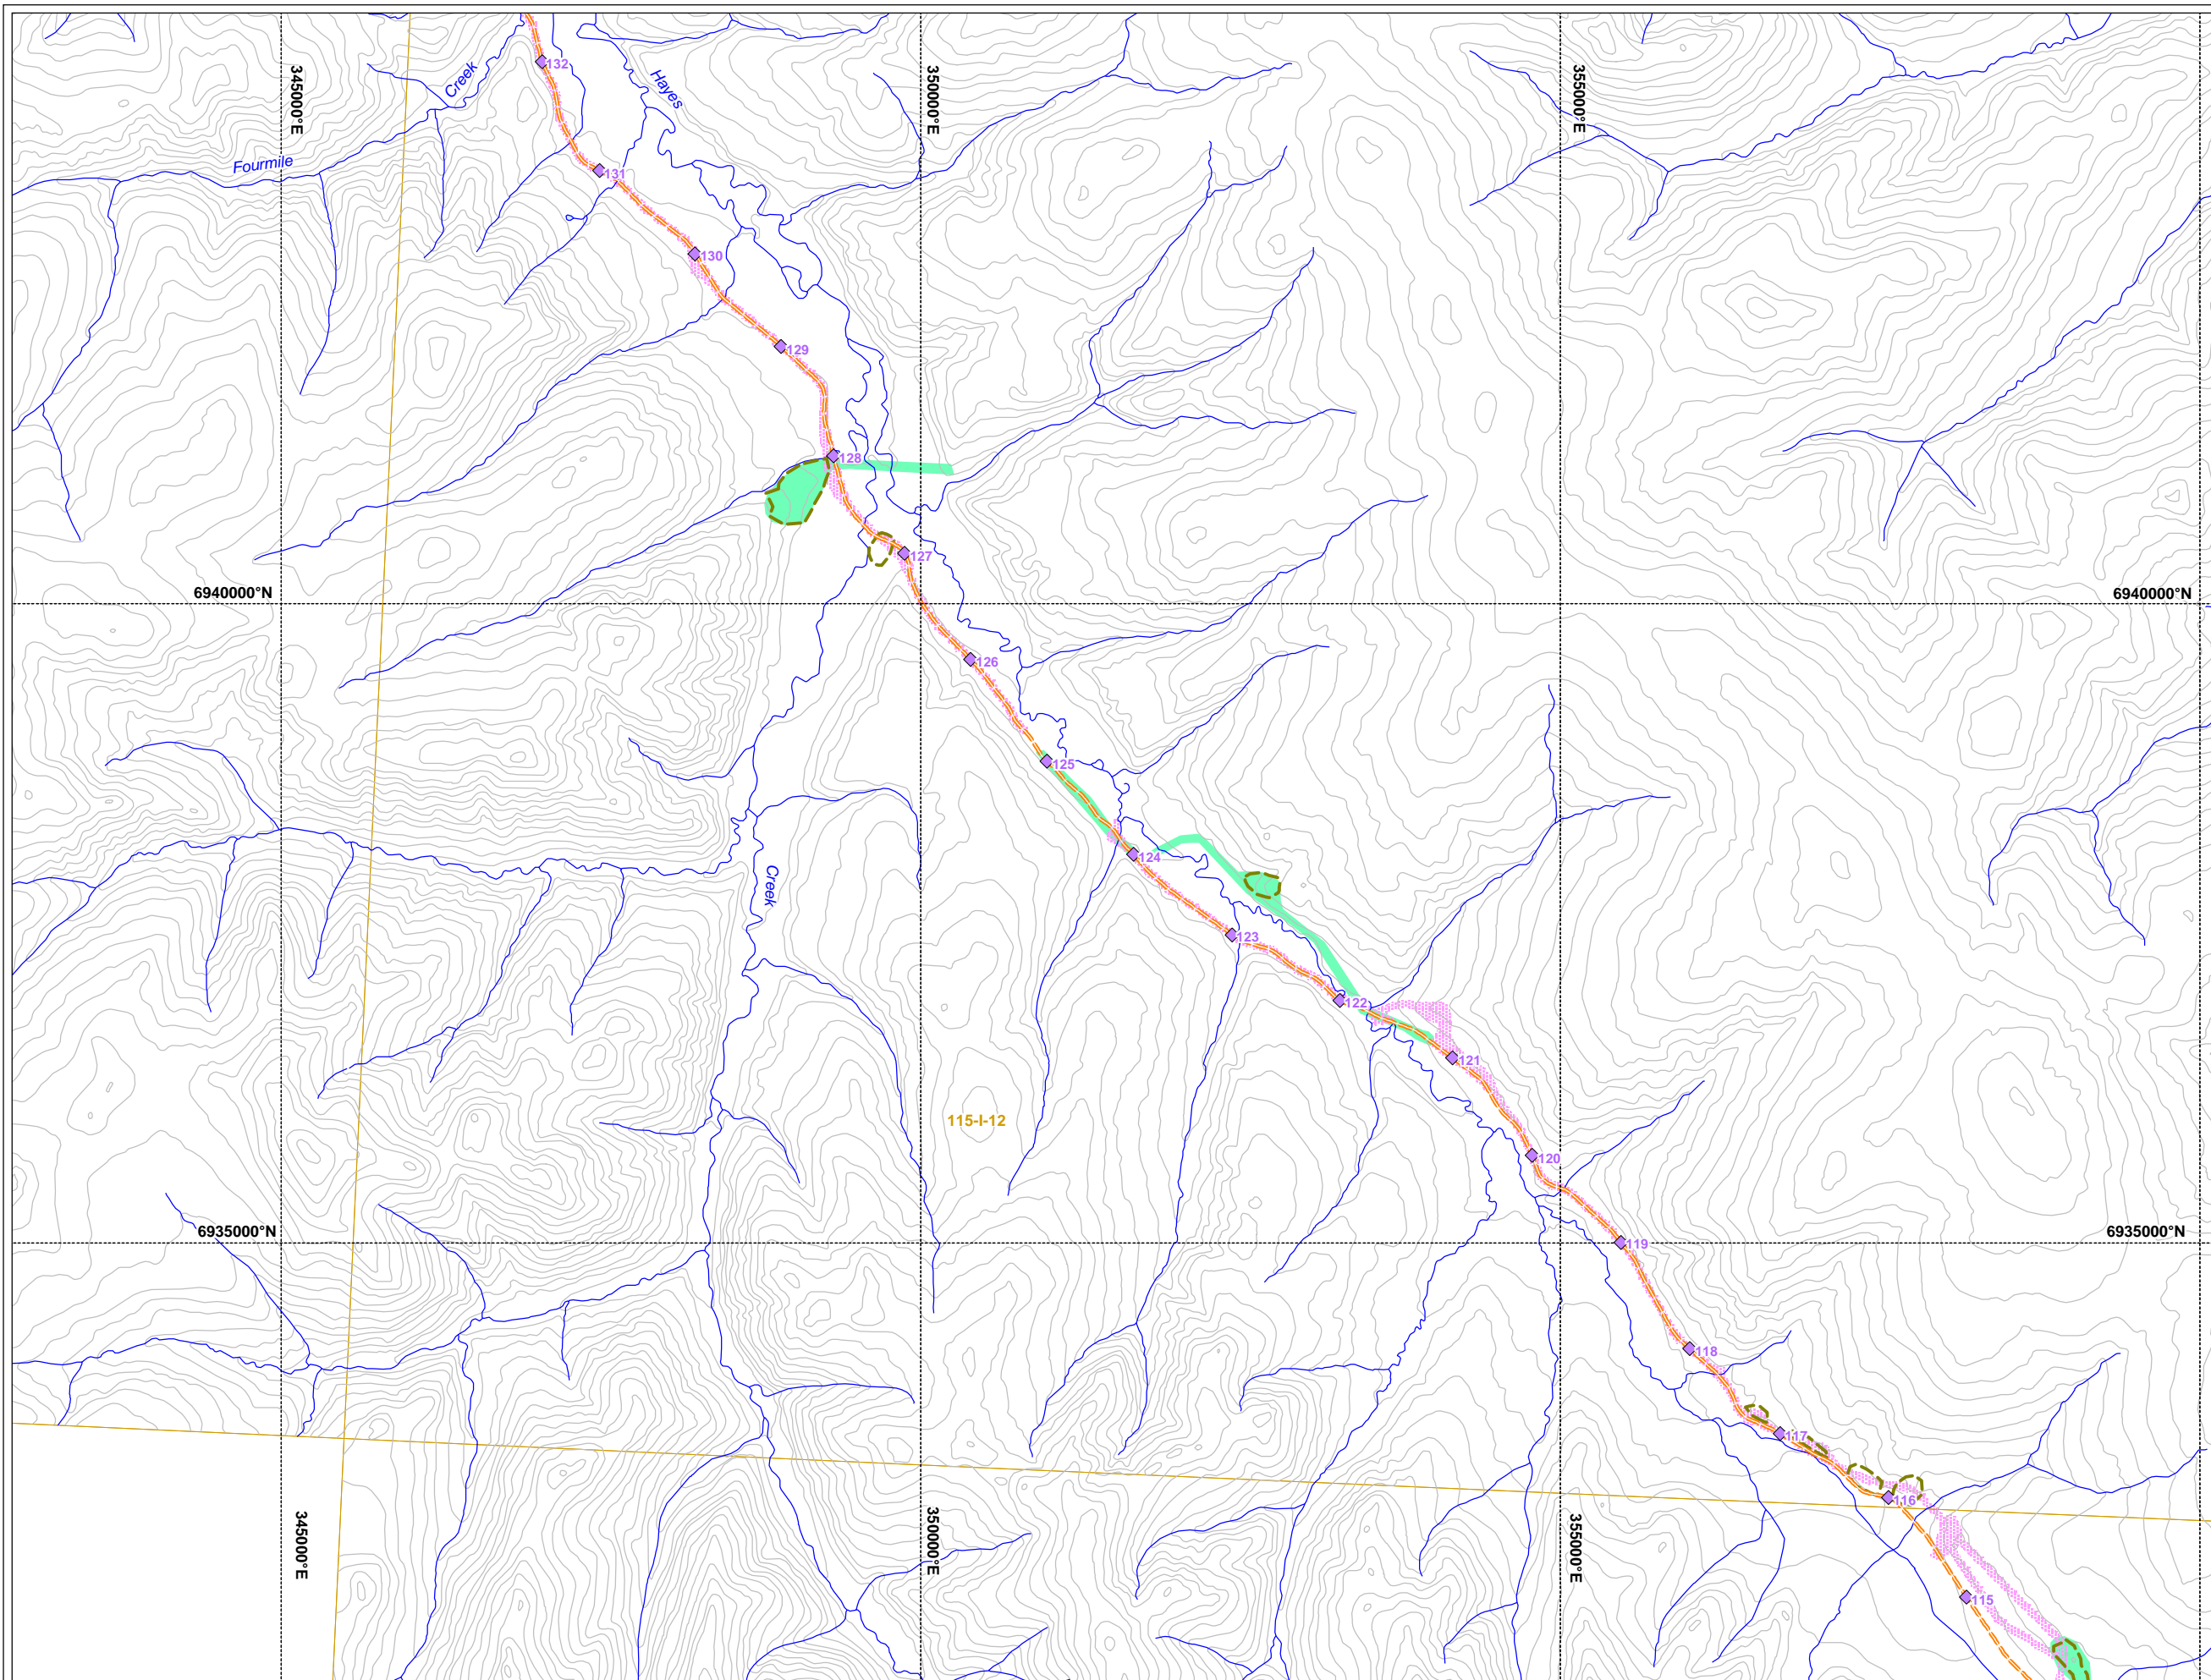 345000°E
350000°E
355000°E
132
Creek
Hayes
Fourmile
131
130
129
128
127
6940000°N
6940000°N
126
125
124
Creek
123
122
121
115-I-12
120
6935000°N
6935000°N
119
118
117
116
345000°E
350000°E
355000°E
115